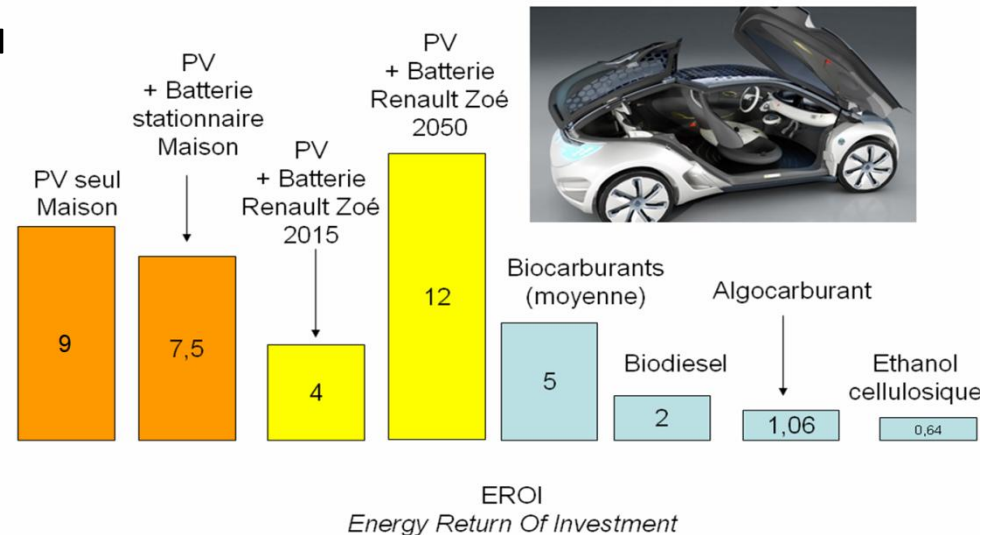 PV seul
Maison
9
PV
+ Batterie
stationnaire
Maison
7,5
PV
+ Batterie
Renault Zoé
2015
4
PV
+ Batterie
Renault Zoé
2050
12
Biocarburants
(moyenne)
5
Biodiesel
2
Algocarburant
1,06
Ethanol
cellulosique
0,64
EROI
Energy Return Of Investment